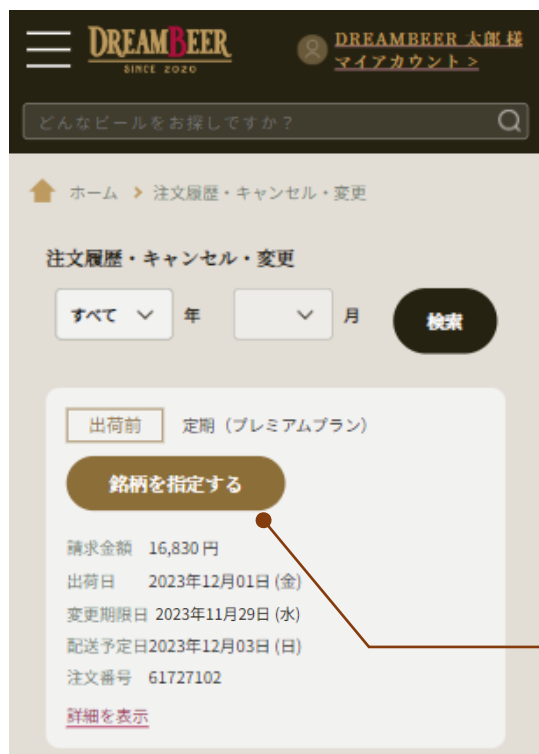 DREAMBEER
SINCE 2020
DREAMBEER 太郎 様
マイアカウント >
どんなビールをお探しですか?
ホーム > 注文履歴・キャンセル・変更
注文履歴・キャンセル・変更
すべて 年 月 検索
出荷前 定期(プレミアムプラン)
銘柄を指定する
請求金額 16,830 円
出荷日 2023年12月01日 (金)
変更期限日 2023年11月29日 (水)
配送予定日 2023年12月03日 (日)
注文番号 61727102
詳細を表示